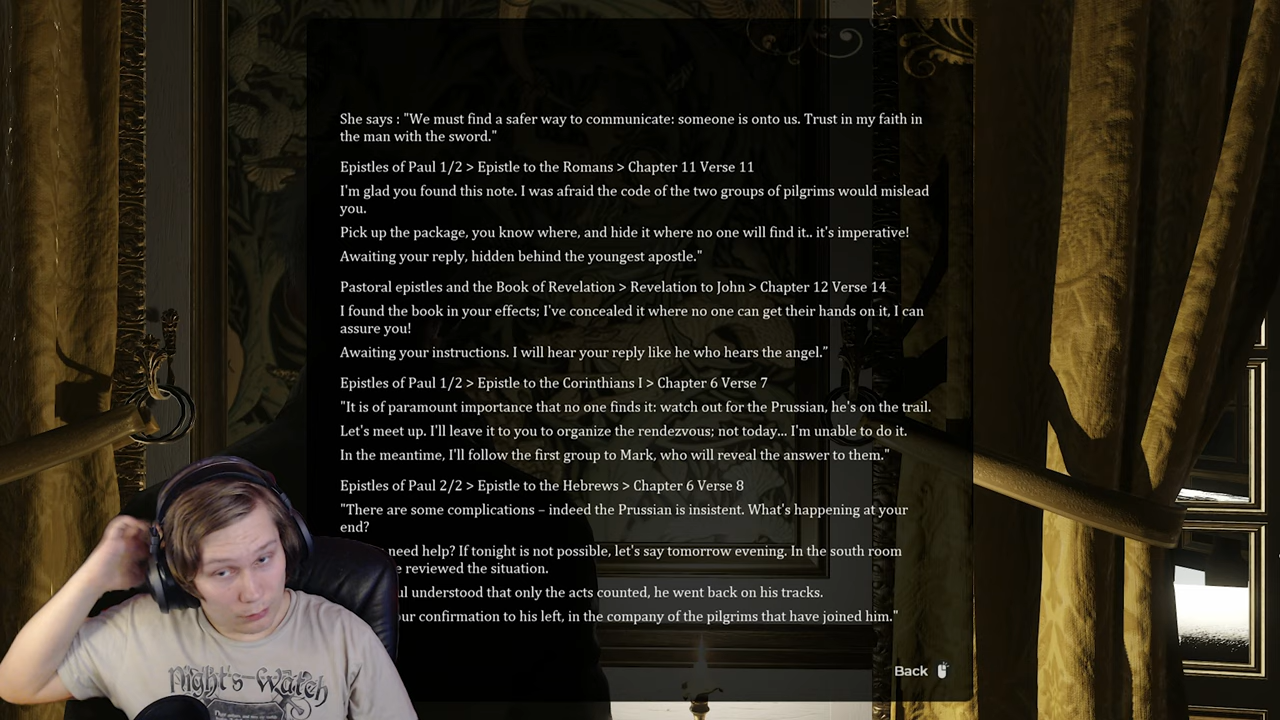 She says : "We must find a safer way to communicate: someone is onto us. Trust in my faith in
the man with the sword."
Epistles of Paul 1/2 > Epistle to the Romans > Chapter 11 Verse 11
I'm glad you found this note. I was afraid the code of the two groups of pilgrims would mislead
you.
Pick up the package, you know where, and hide it where no one will find it.. it's imperative!
Awaiting your reply, hidden behind the youngest apostle."
Pastoral epistles and the Book of Revelation > Revelation to John > Chapter 12 Verse 14
I found the book in your effects; I've concealed it where no one can get their hands on it, I can
assure you!
Awaiting your instructions. I will hear your reply like he who hears the angel."
Epistles of Paul 1/2 > Epistle to the Corinthians I > Chapter 6 Verse 7
"It is of paramount importance that no one finds it: watch out for the Prussian, he's on the trail.
Let's meet up. I'll leave it to you to organize the rendezvous; not today... I'm unable to do it.
In the meantime, I'll follow the first group to Mark, who will reveal the answer to them."
Epistles of Paul 2/2 > Epistle to the Hebrews > Chapter 6 Verse 8
"There are some complications – indeed the Prussian is insistent. What's happening at your
end?
need help? If tonight is not possible, let's say tomorrow evening. In the south room
reviewed the situation.
understood that only the acts counted, he went back on his tracks.
confirmation to his left, in the company of the pilgrims that have joined him."
Back
Night's Watch